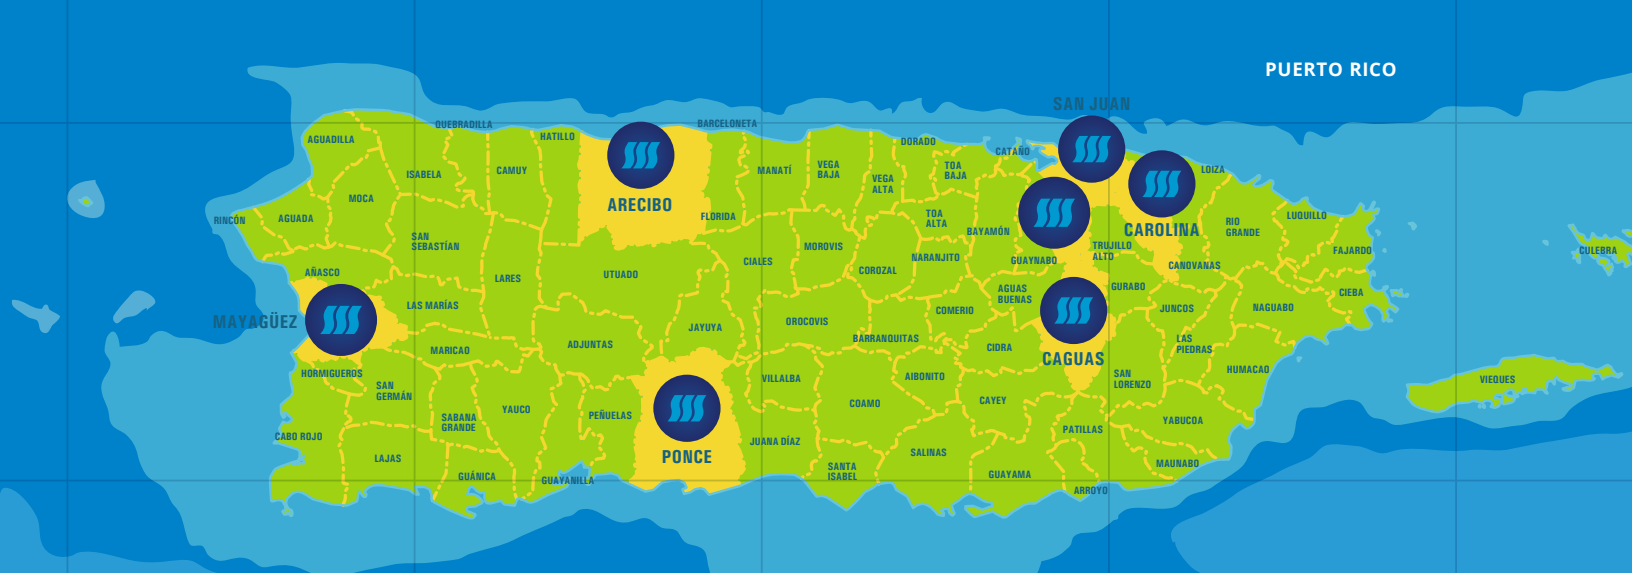 PUERTO RICO
SAN JUAN
QUEBRADILLA
BARCELONETA
HATILLO
AGUADILLA
DORADO
CATAÑO
ISABELA
CAMUY
MANATÍ
VEGA
BAJA
VEGA
ALTA
TOA
BAJA
LOIZA
MOCA
ARECIBO
RINCÓN
AGUADA
FLORIDA
TOA
ALTA
BAYAMÓN
CAROLINA
RIO
GRANDE
LUQUILLO
SAN
SEBASTÍAN
MOROVIS
TRUJILLO
ALTO
FAJARDO
CULEBRA
AÑASCO
LARES
UTUADO
CIALES
COROZAL
NARANJITO
GUAYNABO
CANOVANAS
LAS MARÍAS
AGUAS
BUENAS
GURABO
CIEBA
MAYAGÜEZ
JAYUYA
OROCOVIS
COMERIO
JUNCOS
NAGUABO
MARICAO
ADJUNTAS
BARRANQUITAS
CIDRA
CAGUAS
LAS
PIEDRAS
HORMIGUEROS
SAN
GERMÁN
VILLALBA
AIBONITO
SAN
LORENZO
HUMACAO
VIEQUES
SABANA
GRANDE
YAUCO
PEÑUELAS
COAMO
CAYEY
YABUCOA
CABO ROJO
PONCE
JUANA DÍAZ
PATILLAS
LAJAS
SALINAS
MAUNABO
GUÁNICA
GUAYANILLA
SANTA
ISABEL
GUAYAMA
ARROYO